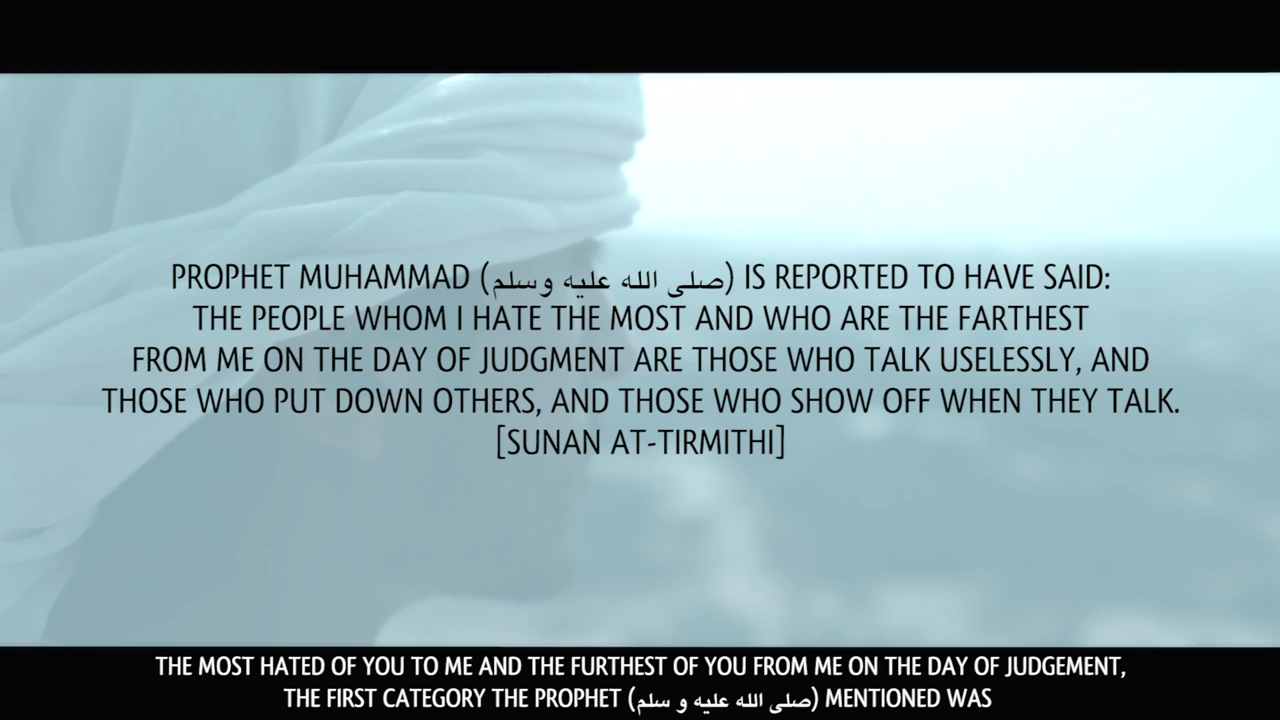 PROPHET MUHAMMAD (صلى الله عليه وسلم) IS REPORTED TO HAVE SAID:
THE PEOPLE WHOM I HATE THE MOST AND WHO ARE THE FARTHEST
FROM ME ON THE DAY OF JUDGMENT ARE THOSE WHO TALK USELESSLY, AND
THOSE WHO PUT DOWN OTHERS, AND THOSE WHO SHOW OFF WHEN THEY TALK.
[SUNAN AT-TIRMITHI]
THE MOST HATED OF YOU TO ME AND THE FURTHEST OF YOU FROM ME ON THE DAY OF JUDGEMENT,
THE FIRST CATEGORY THE PROPHET (صلى الله عليه و سلم) MENTIONED WAS